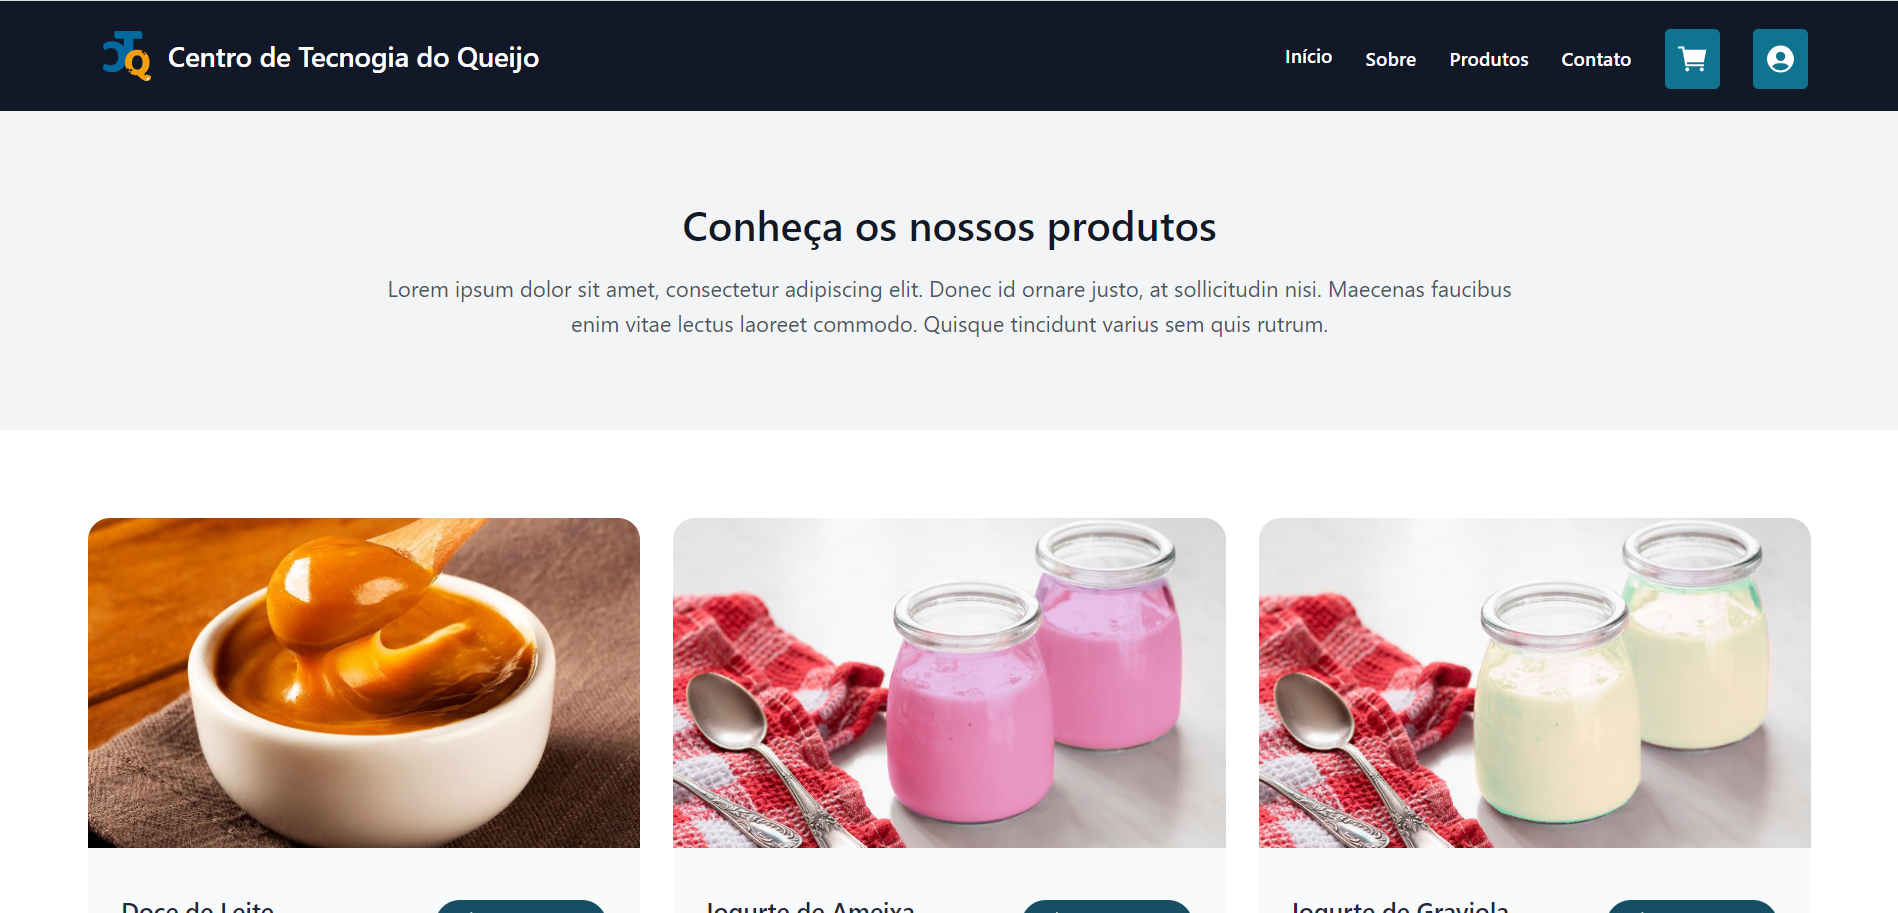 CTQ
Centro de Tecnogia do Queijo
Início Sobre Produtos Contato
Conheça os nossos produtos
Lorem ipsum dolor sit amet, consectetur adipiscing elit. Donec id ornare justo, at sollicitudin nisi. Maecenas faucibus
enim vitae lectus laoreet commodo. Quisque tincidunt varius sem quis rutrum.
Doce de Leite
Iogurte de Ameixa
Iogurte de Graviola